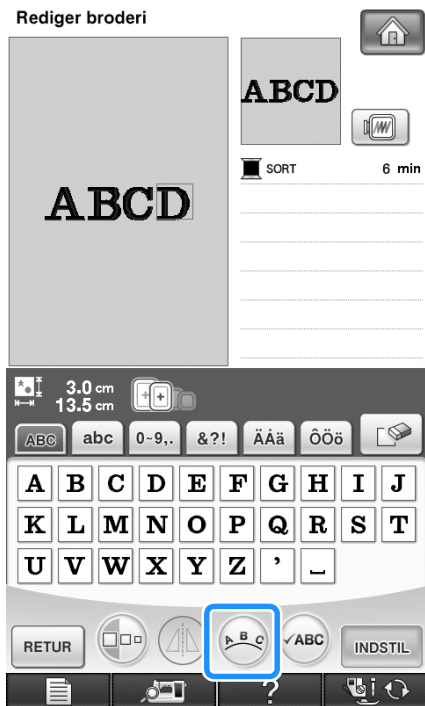 Rediger broderi
ABCD
ABCD
SORT 6 min
3.0 cm
13.5 cm
ABC abc 0~9,. &?! ÄÅä ÔÖö
A B C D E F G H I J
K L M N O P Q R S T
U V W X Y Z ' _
RETUR A B C ✓ABC INDSTIL
?